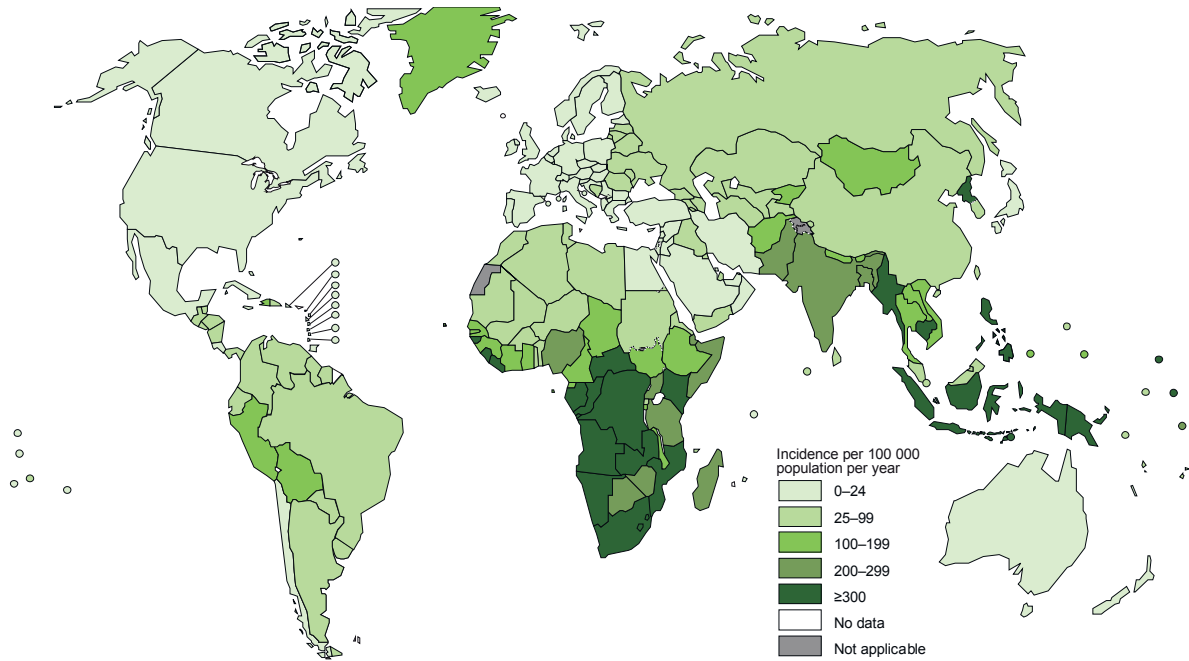 Incidence per 100 000
population per year
0–24
25–99
100–199
200–299
≥300
No data
Not applicable